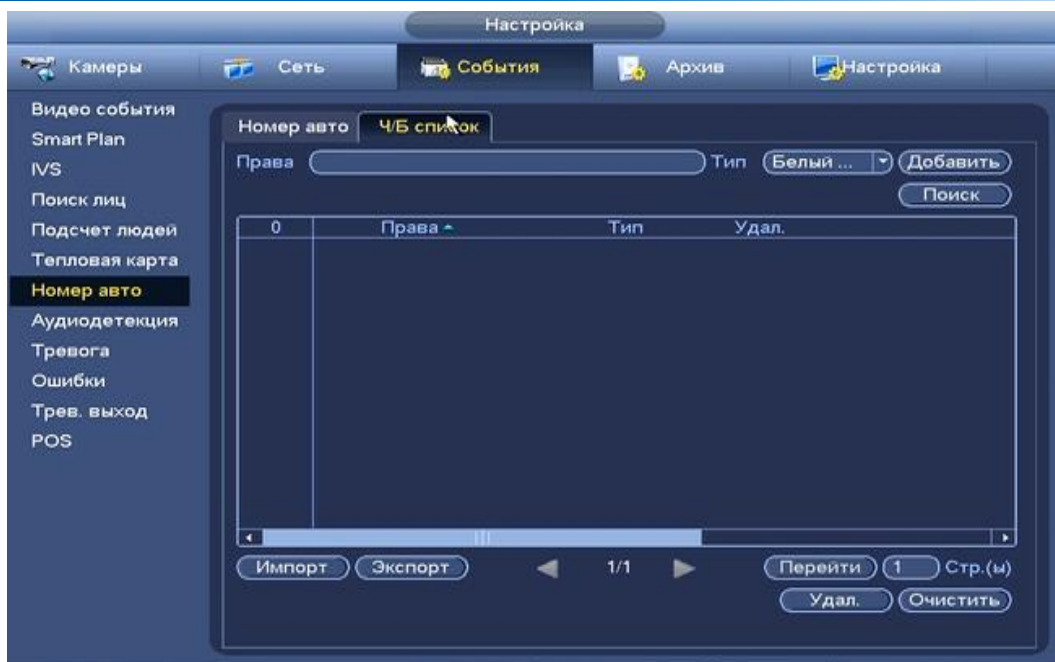 Настройка
Камеры Сеть События Архив Настройка
Видео события
Smart Plan
IVS
Поиск лиц
Подсчет людей
Тепловая карта
Номер авто
Аудиодетекция
Тревога
Ошибки
Трев. выход
POS
Номер авто Ч/Б список
Права Тип Белый ... Добавить
Поиск
0 Права Тип Удал.
Импорт Экспорт 1/1 Перейти 1 Стр.(ы)
Удал. Очистить